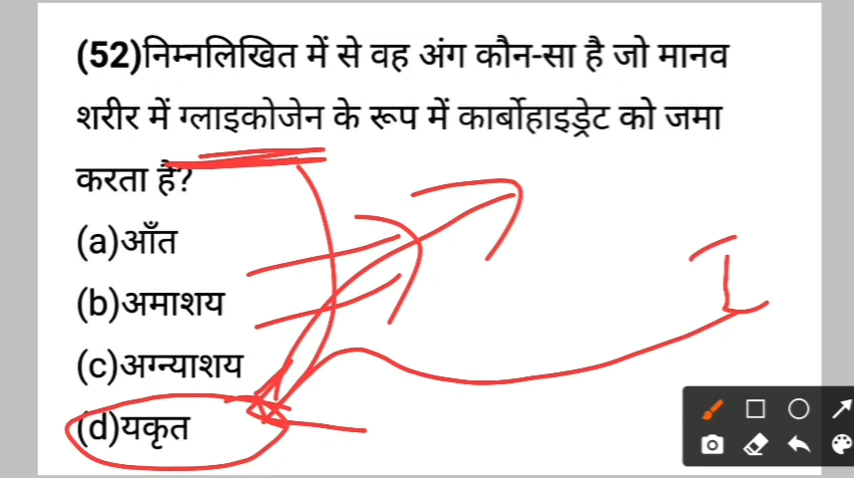 (52)निम्नलिखित में से वह अंग कौन-सा है जो मानव
शरीर में ग्लाइकोजेन के रूप में कार्बोहाइड्रेट को जमा
करता है?
(a)आँत
(b)अमाशय
(c)अग्न्याशय
(d)यकृत
I